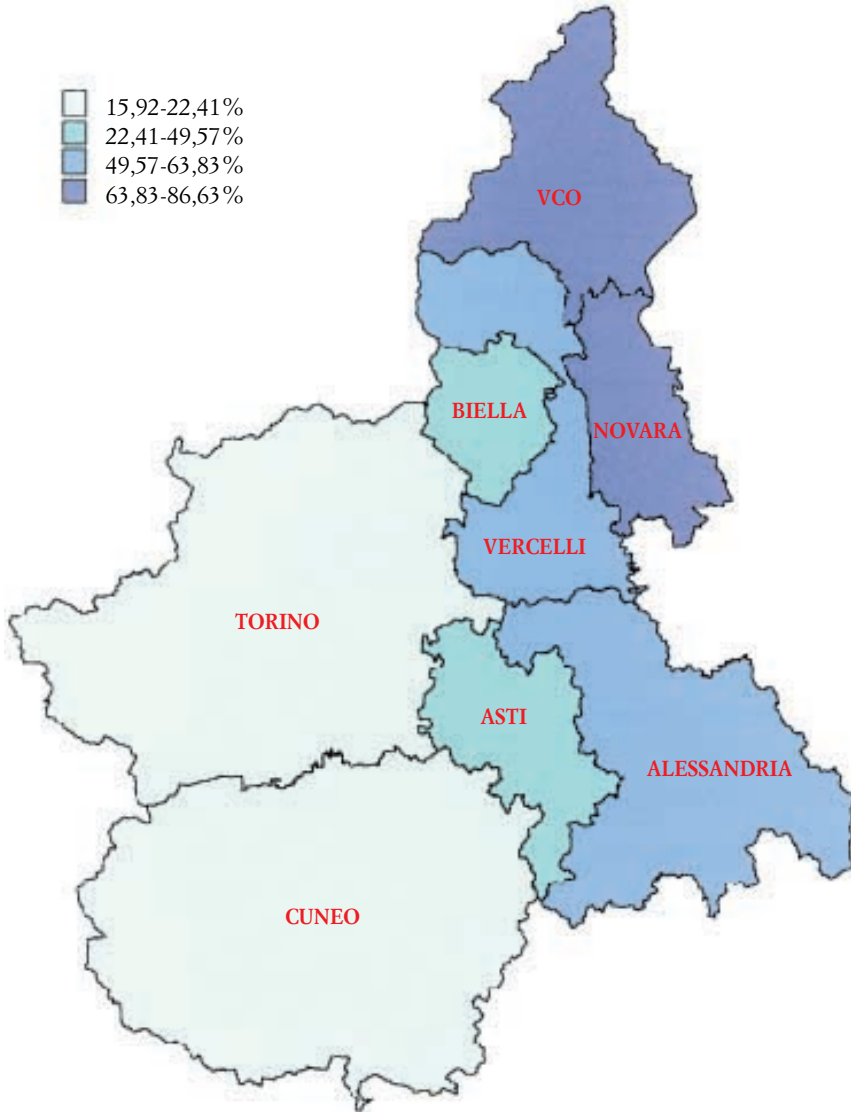 15,92-22,41%
22,41-49,57%
49,57-63,83%
63,83-86,63%
VCO
BIELLA
NOVARA
VERCELLI
TORINO
ASTI
ALESSANDRIA
CUNEO